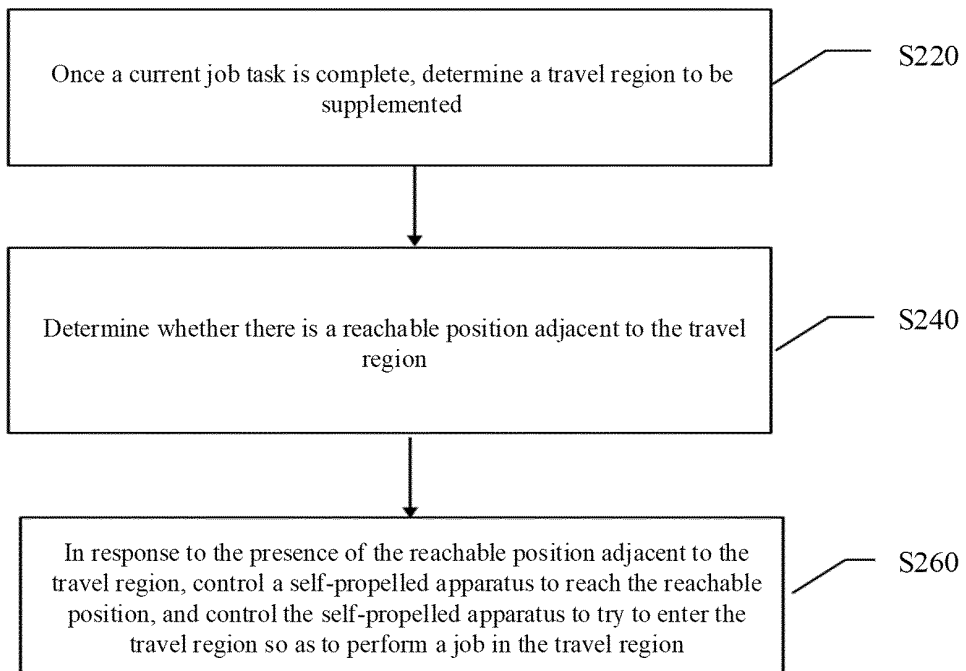 Once a current job task is complete, determine a travel region to be
supplemented
S220
Determine whether there is a reachable position adjacent to the travel
region
S240
In response to the presence of the reachable position adjacent to the
travel region, control a self-propelled apparatus to reach the reachable
position, and control the self-propelled apparatus to try to enter the
travel region so as to perform a job in the travel region
S260